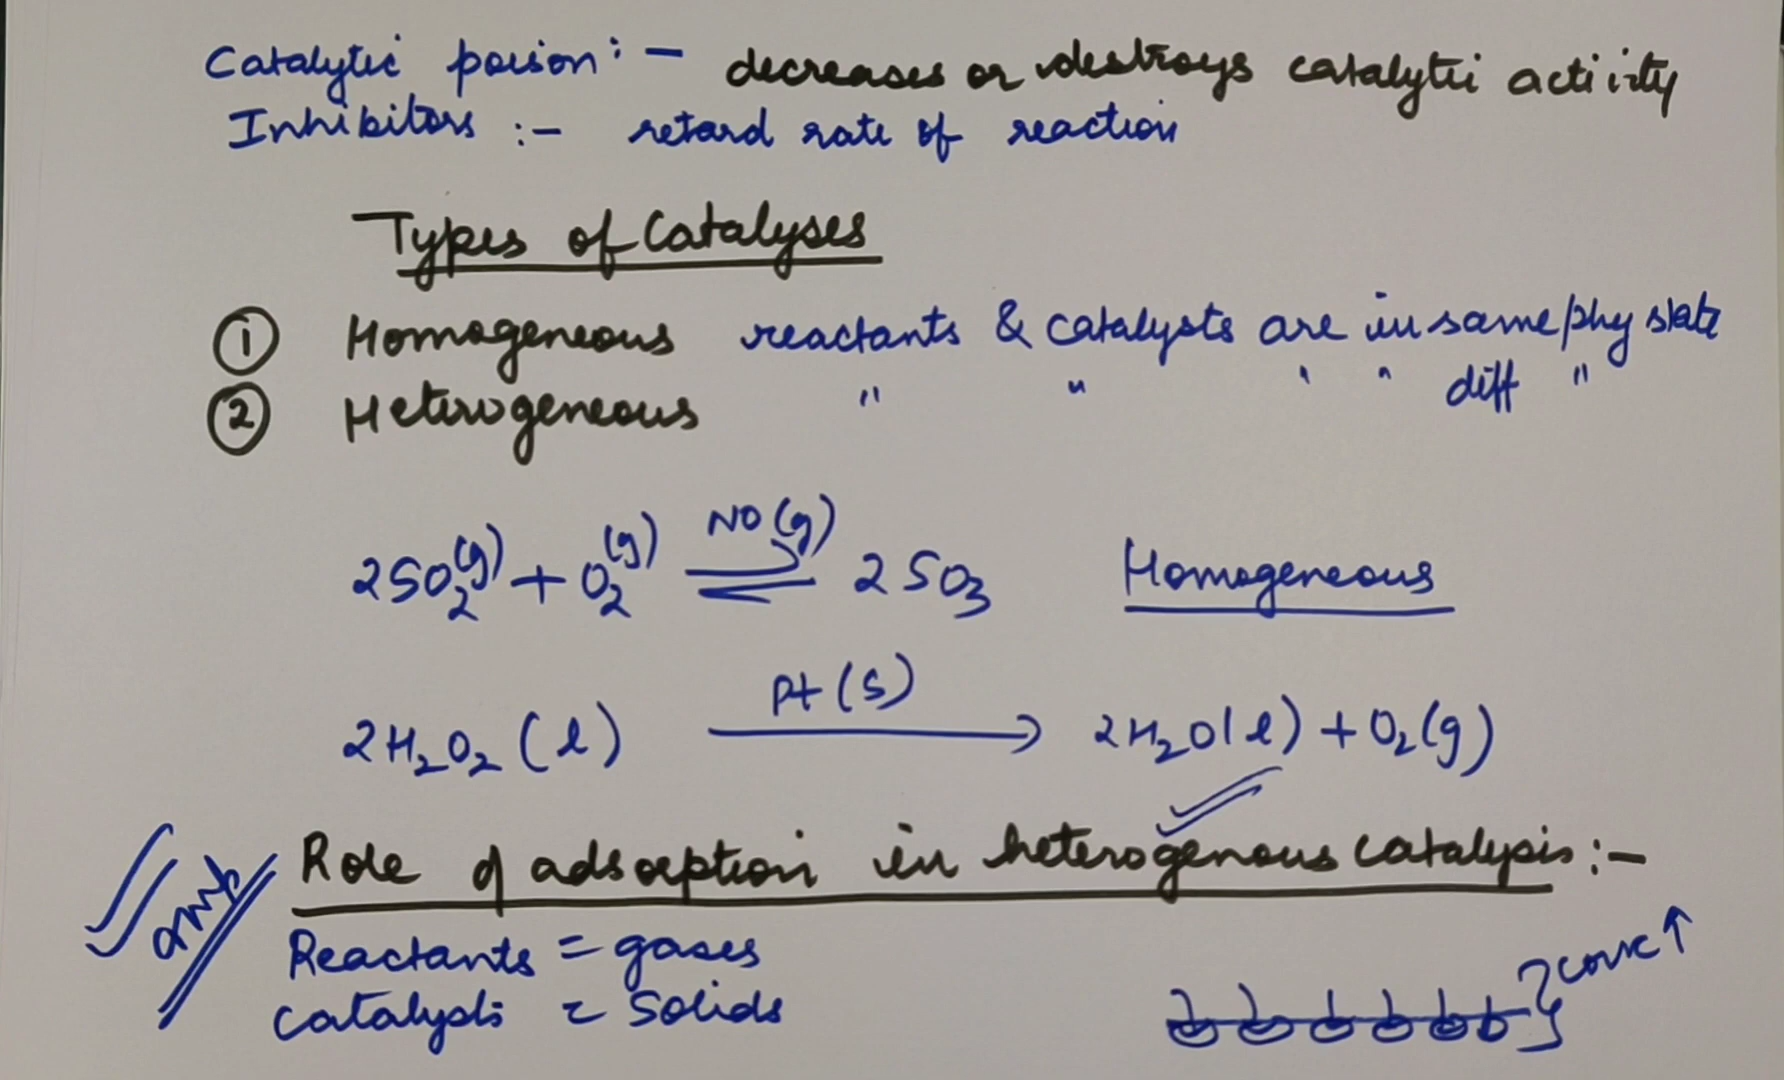 Catalytic poison :- decreases or destroys catalytic activity
Inhibitors :- retard rate of reaction
Types of Catalyses
① Homogeneous reactants & catalysts are in same phy state
② Heterogeneous " " " " diff "
2SO₂(g) + O₂(g) ⇌ NO(g) 2SO₃ Homogeneous
2H₂O₂(l) Pt(s) → 2H₂O(l) + O₂(g)
Role of adsorption in heterogenous catalysis :-
Reactants = gases
catalysts = Solids
conc ↑